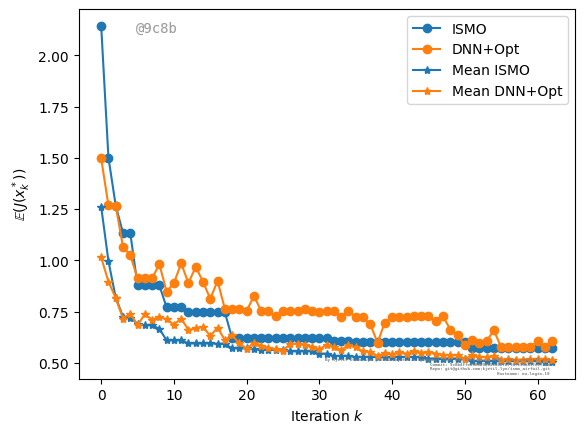 @9c8b
ISMO
DNN+Opt
Mean ISMO
Mean DNN+Opt
2.00
1.75
1.50
1.25
1.00
0.75
0.50
𝔼(J(x*k))
0
10
20
30
40
50
60
Iteration k